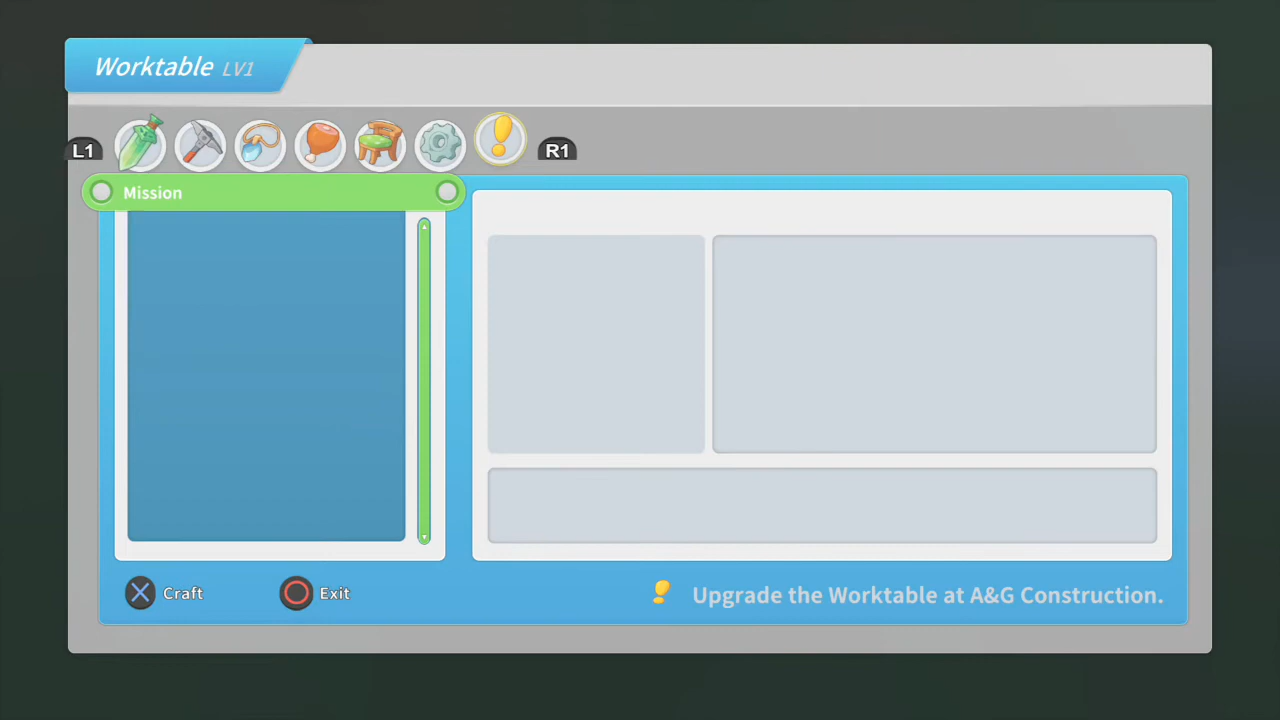 Worktable LV1
L1
R1
Mission
Craft
Exit
Upgrade the Worktable at A&G Construction.